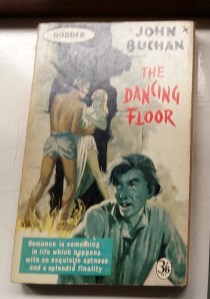 HODDER
JOHN
BUCHAN
THE
DANCING
FLOOR
Romance is something
in life which happens
with an exquisite aptness
and a splendid finality
3/6